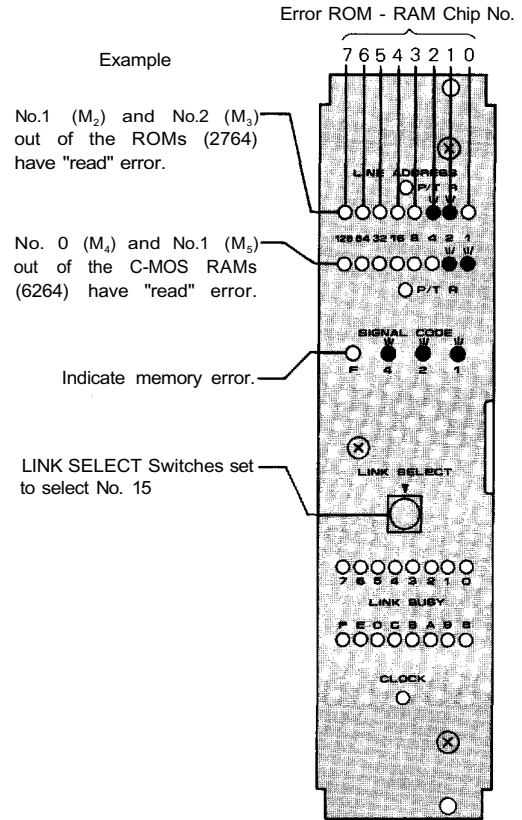 Error ROM - RAM Chip No.
7 6 5 4 3 2 1 0
Example
No.1 (M₂) and No.2 (M₃)
out of the ROMs (2764)
have "read" error.
LINE ADDRESS
P/T R
128 64 32 16 8 4 2 1
No. 0 (M₄) and No.1 (M₅)
out of the C-MOS RAMs
(6264) have "read" error.
P/T R
SIGNAL CODE
F 4 2 1
Indicate memory error.
LINK SELECT Switches set
to select No. 15
LINK SELECT
7 6 5 4 3 2 1 0
LINK BUSY
F E D C B A 9 8
CLOCK